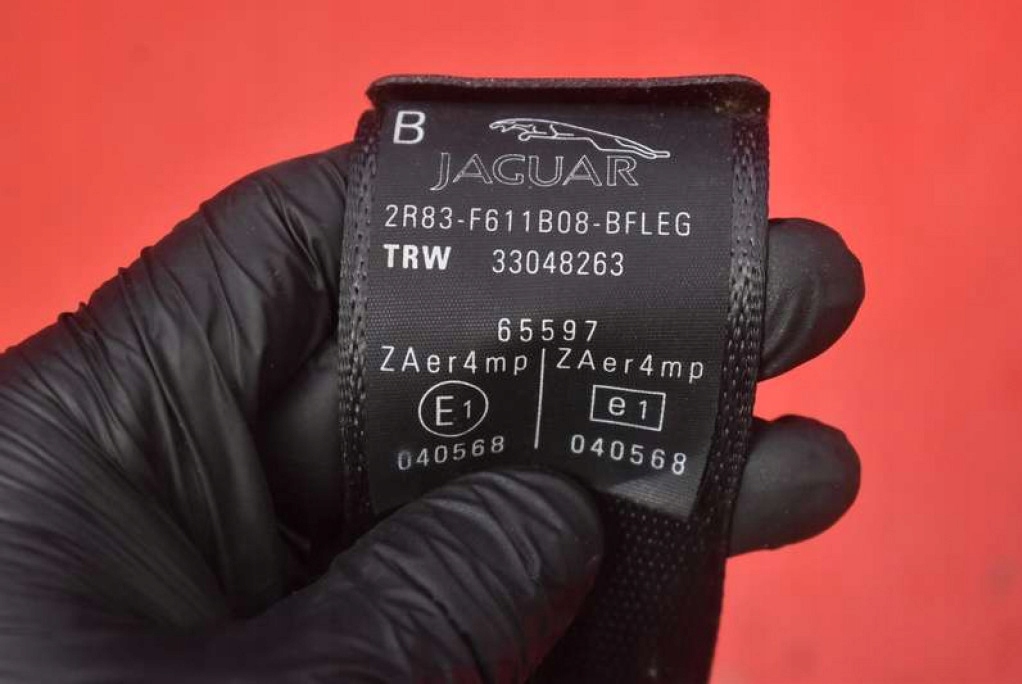 B
JAGUAR
2R83-F611B08-BFLEG
TRW 33048263
65597
ZAer4mp ZAer4mp
E1 e1
040568 040568